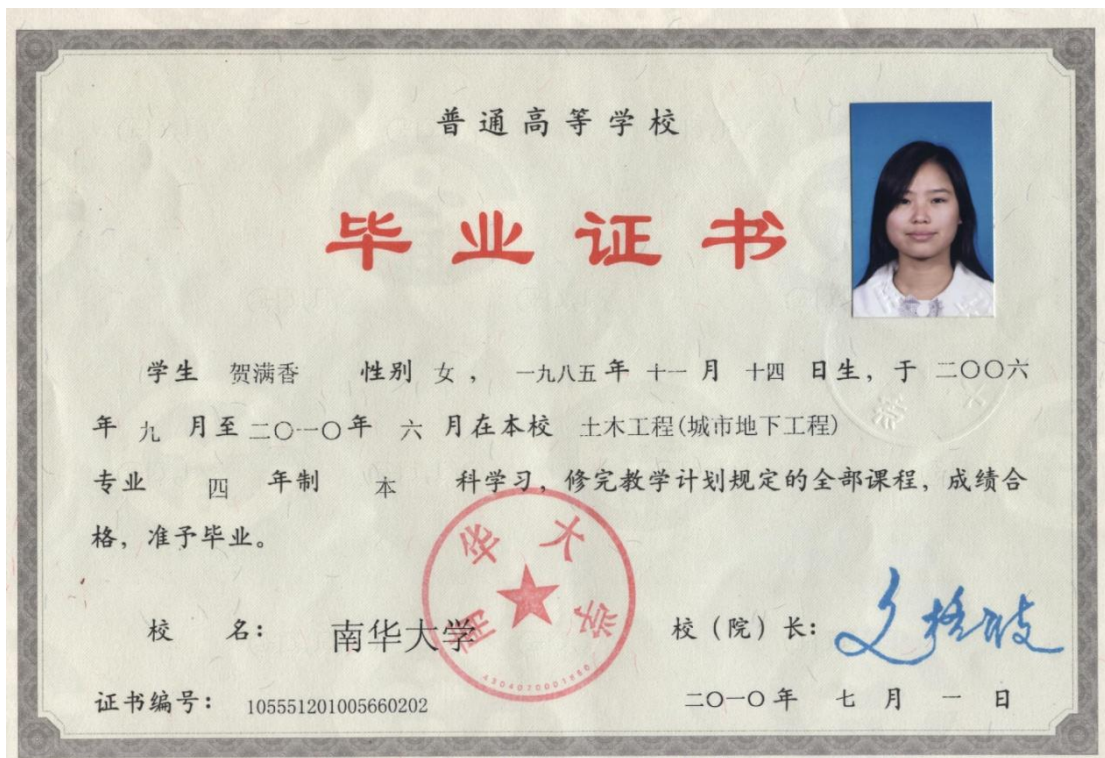 普通高等学校
毕业证书
学生 贺满香 性别 女， 一九八五年 十一 月 十四 日生，于 二〇〇六
年 九 月至二〇一〇年 六 月在本校 土木工程(城市地下工程)
专业 四 年制 本 科学习，修完教学计划规定的全部课程，成绩合
格，准予毕业。
南华大学
校 名： 南华大学 校（院）长：
证书编号： 105551201005660202 二〇一〇年 七 月 一 日